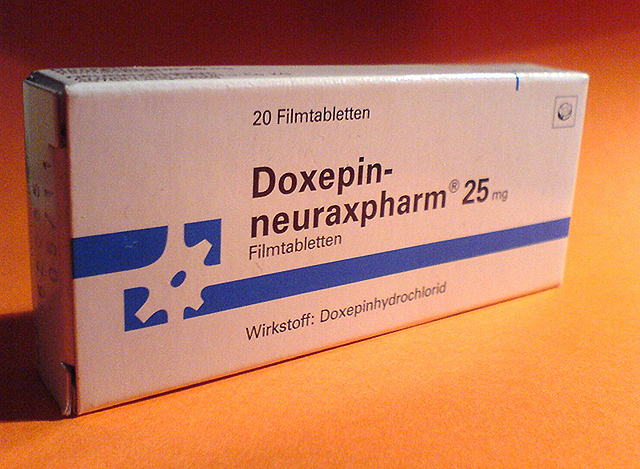 20 Filmtabletten
Doxepin-
neuraxpharm® 25 mg
Filmtabletten
Wirkstoff: Doxepinhydrochlorid